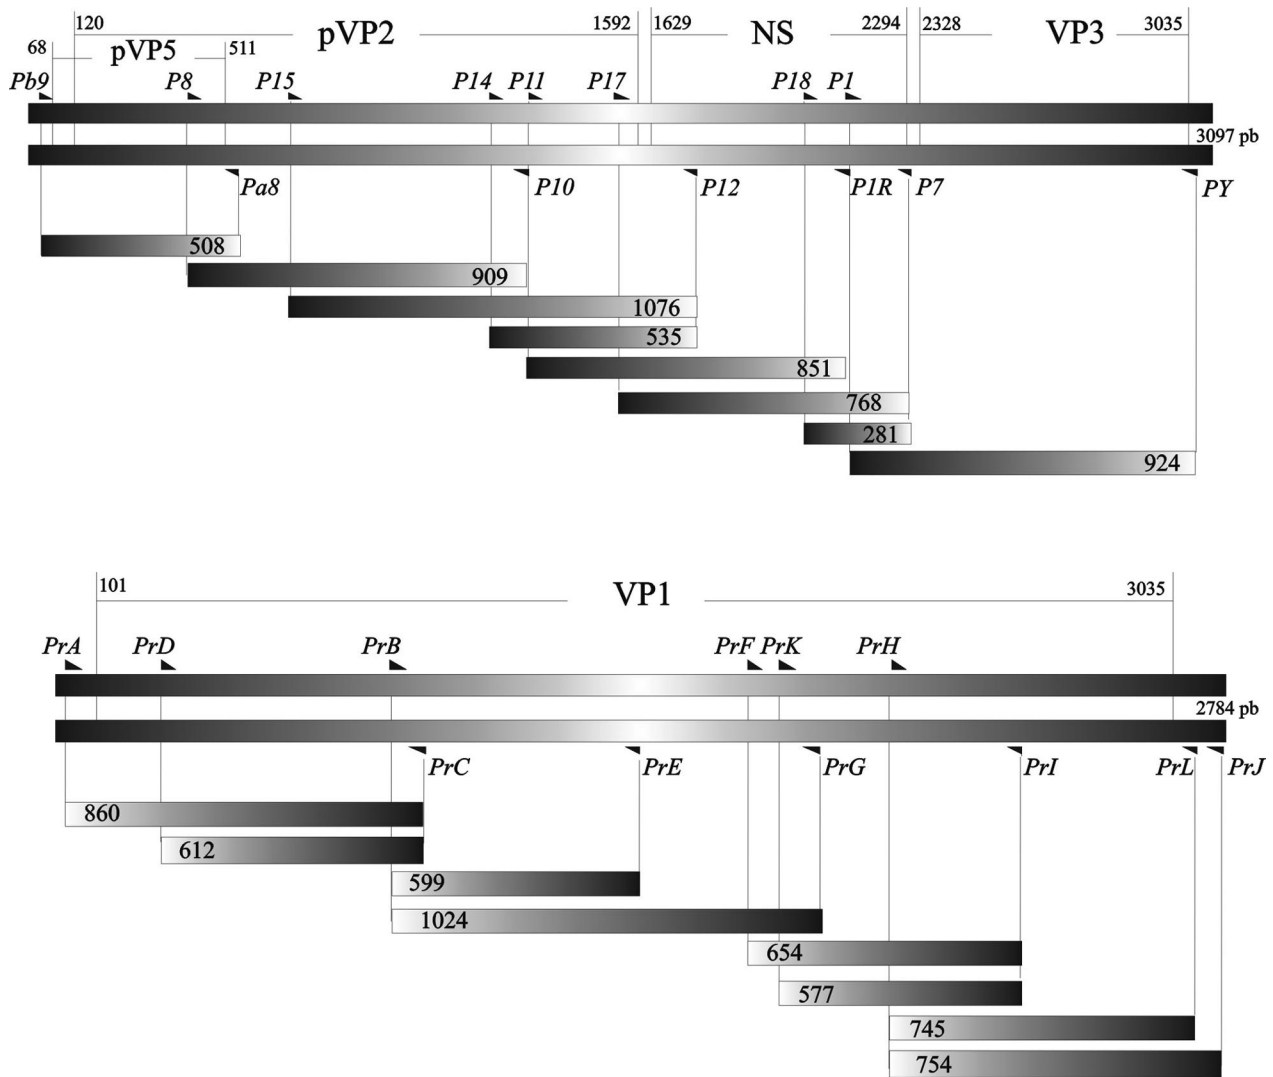 120 pVP2 1592 1629 NS 2294 2328 VP3 3035
68 pVP5 511
Pb9 P8 P15 P14 P11 P17 P18 P1
3097 pb
Pa8 P10 P12 P1R P7 PY
508
909
1076
535
851
768
281
924
101 VP1 3035
PrA PrD PrB PrF PrK PrH
2784 pb
PrC PrE PrG PrI PrL PrJ
860
612
599
1024
654
577
745
754